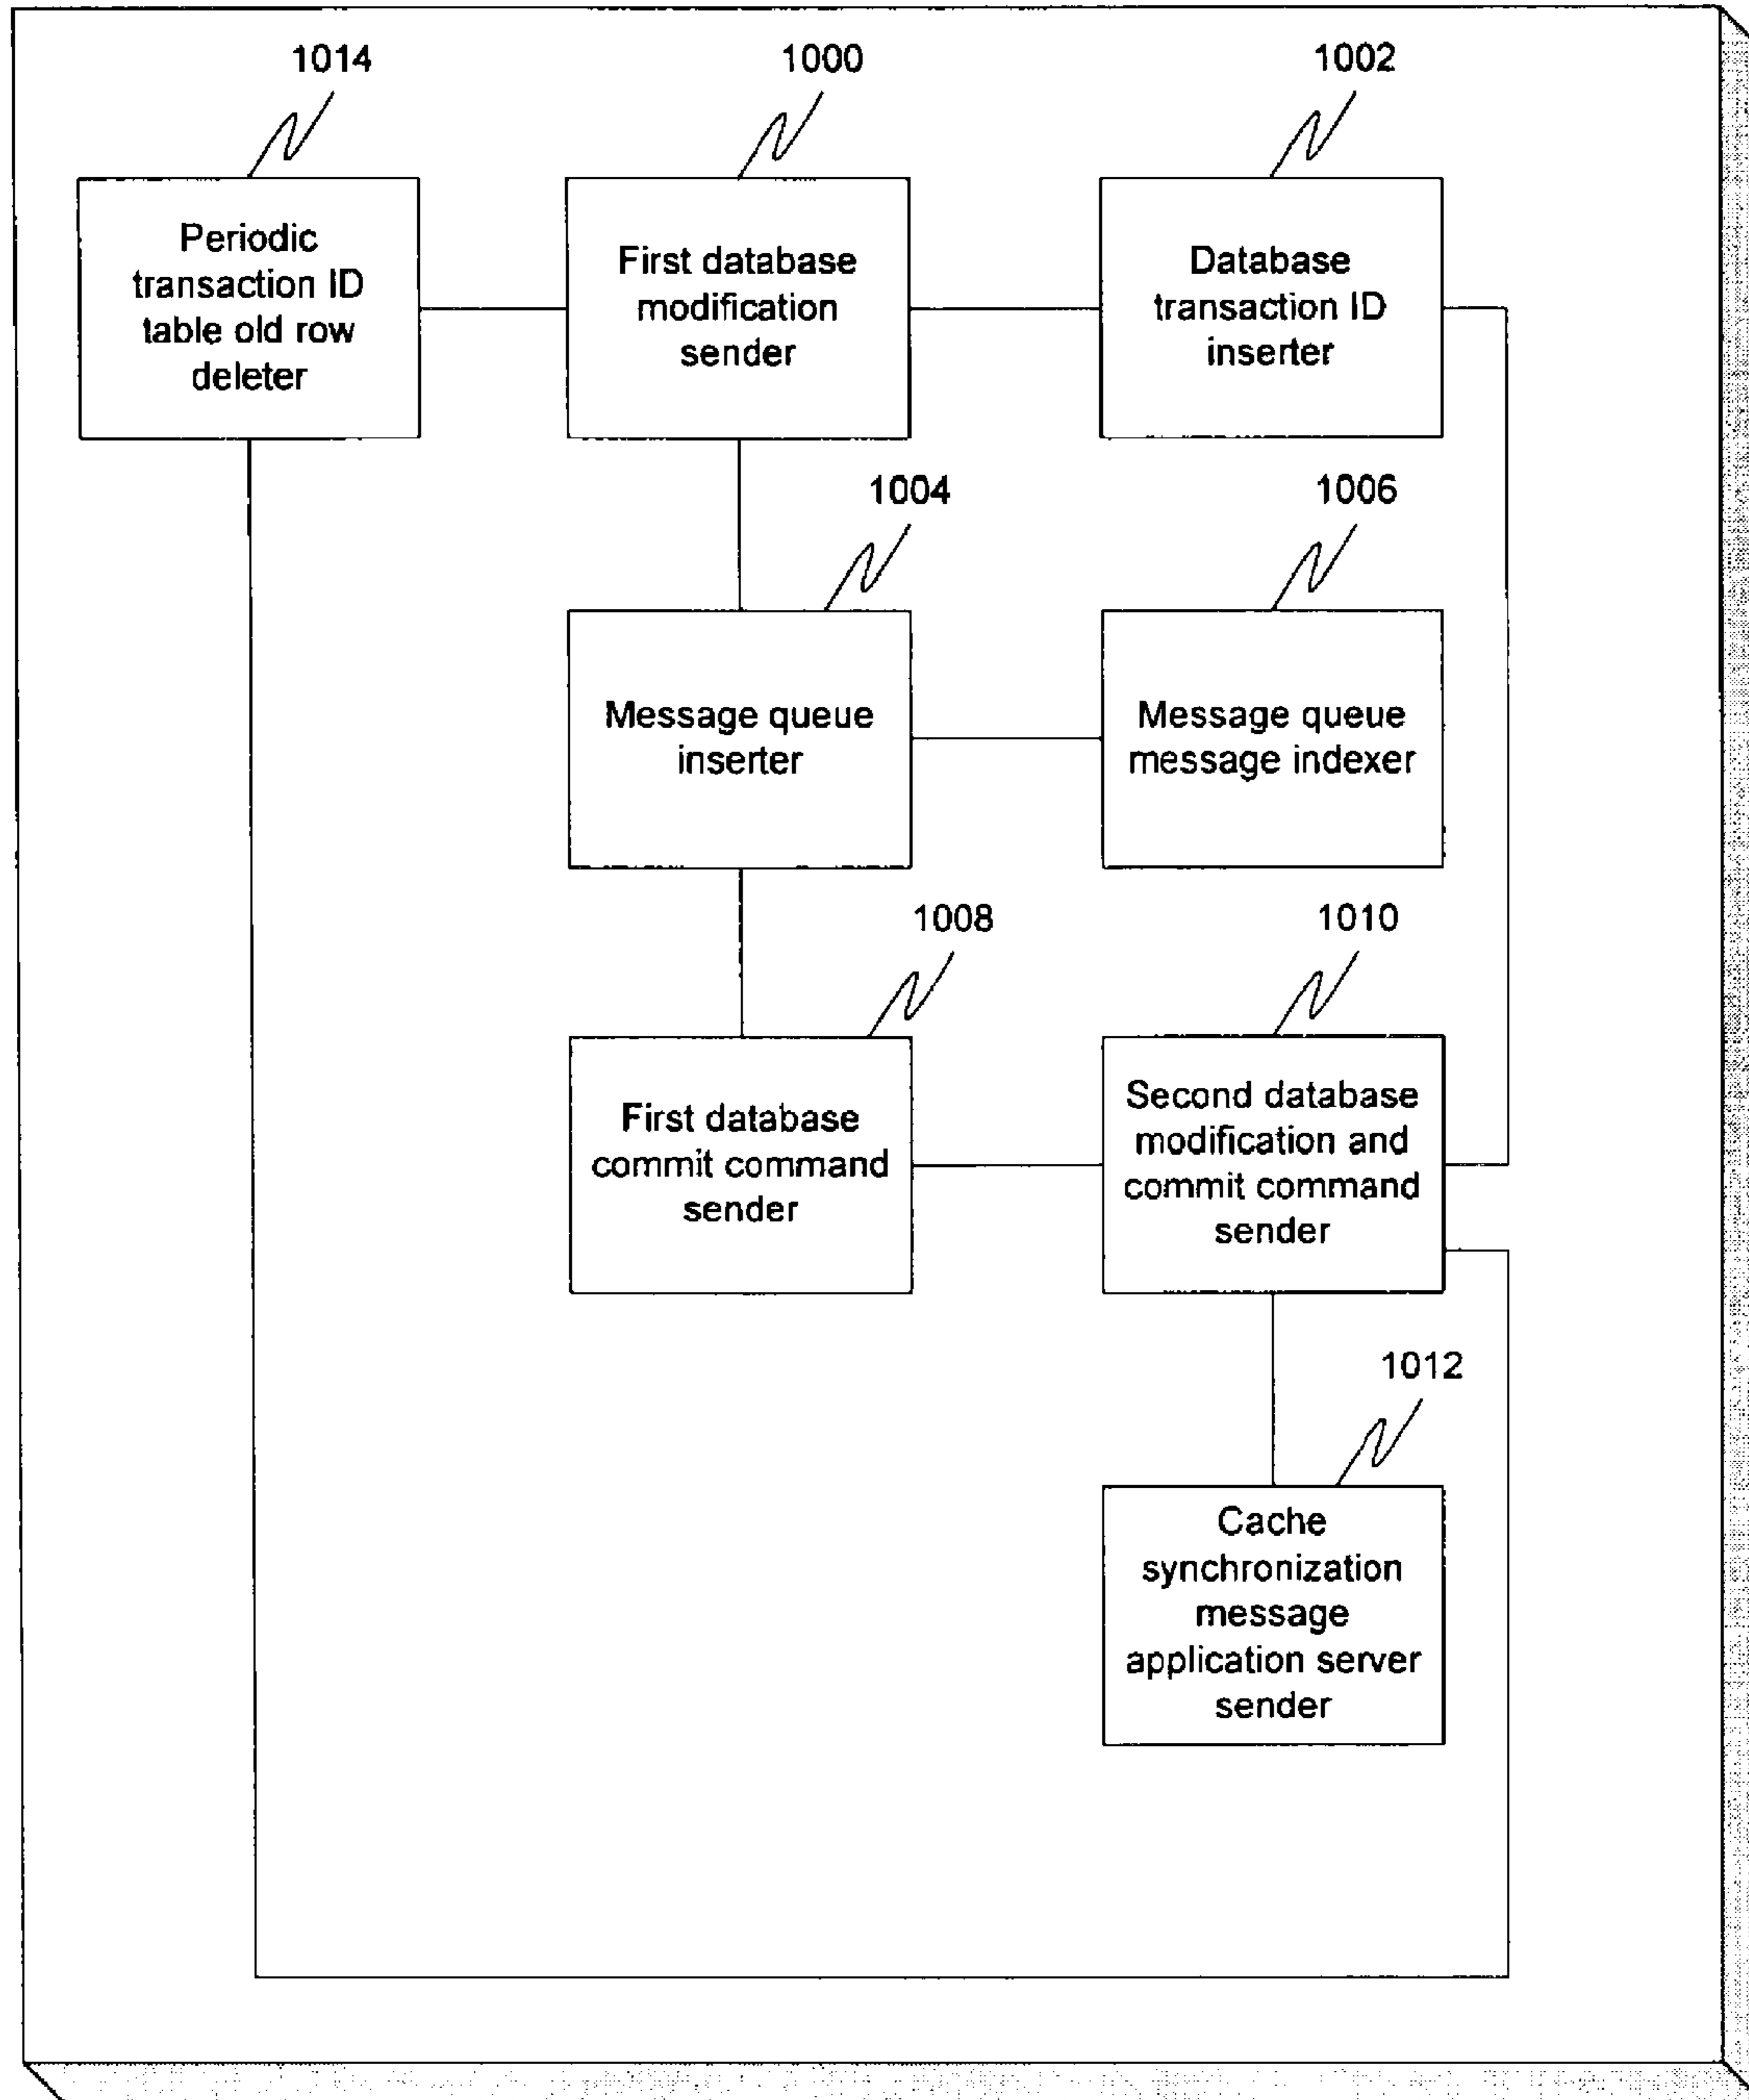 1014
1000
1002
Periodic
transaction ID
table old row
deleter
First database
modification
sender
Database
transaction ID
inserter
1004
1006
Message queue
inserter
Message queue
message indexer
1008
1010
First database
commit command
sender
Second database
modification and
commit command
sender
1012
Cache
synchronization
message
application server
sender